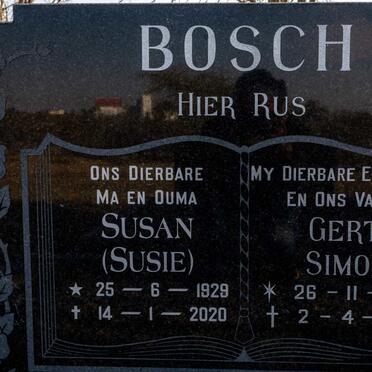 BOSCH
HIER RUS
ONS DIERBARE
MA EN OUMA
SUSAN
(SUSIE)
★ 25 — 6 — 1929
✝ 14 — 1 — 2020
MY DIERBARE E
EN ONS VA
GERT
SIMO
✶ 26 — 11 —
✝ 2 — 4 —